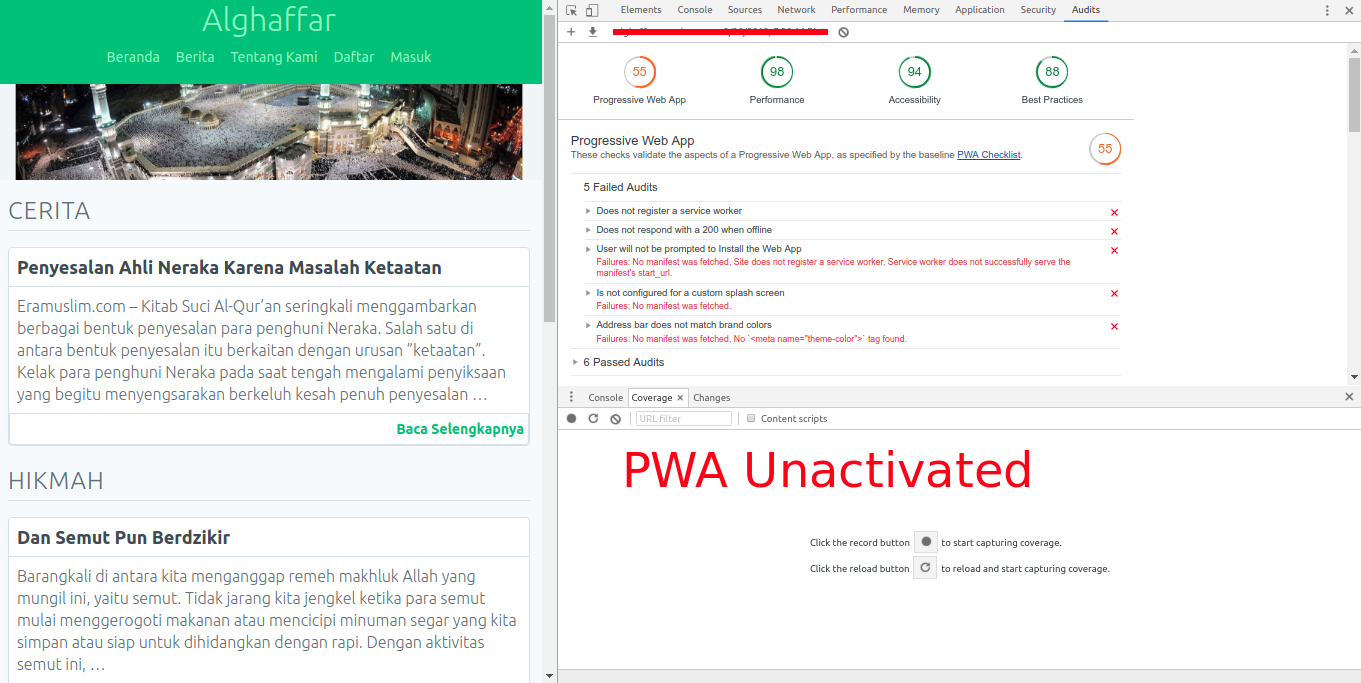 Alghaffar
Beranda Berita Tentang Kami Daftar Masuk
CERITA
Penyesalan Ahli Neraka Karena Masalah Ketaatan
Eramuslim.com – Kitab Suci Al-Qur’an seringkali menggambarkan
berbagai bentuk penyesalan para penghuni Neraka. Salah satu di
antara bentuk penyesalan itu berkaitan dengan urusan ”ketaatan”.
Kelak para penghuni Neraka pada saat tengah mengalami penyiksaan
yang begitu menyengsarakan berkeluh kesah penuh penyesalan …
Baca Selengkapnya
HIKMAH
Dan Semut Pun Berdzikir
Barangkali di antara kita menganggap remeh makhluk Allah yang
mungil ini, yaitu semut. Tidak jarang kita jengkel ketika para semut
mulai menggerogoti makanan atau mencicipi minuman segar yang kita
simpan atau siap untuk dihidangkan dengan rapi. Dengan aktivitas
semut ini, …
Elements Console Sources Network Performance Memory Application Security Audits
55 98 94 88
Progressive Web App Performance Accessibility Best Practices
Progressive Web App
These checks validate the aspects of a Progressive Web App, as specified by the baseline PWA Checklist.
55
5 Failed Audits
Does not register a service worker
Does not respond with a 200 when offline
User will not be prompted to Install the Web App
Failures: No manifest was fetched, Site does not register a service worker, Service worker does not successfully serve the
manifest's start_url.
Is not configured for a custom splash screen
Failures: No manifest was fetched.
Address bar does not match brand colors
Failures: No manifest was fetched, No `<meta name="theme-color">` tag found.
6 Passed Audits
Console Coverage × Changes
URL filter Content scripts
PWA Unactivated
Click the record button to start capturing coverage.
Click the reload button to reload and start capturing coverage.